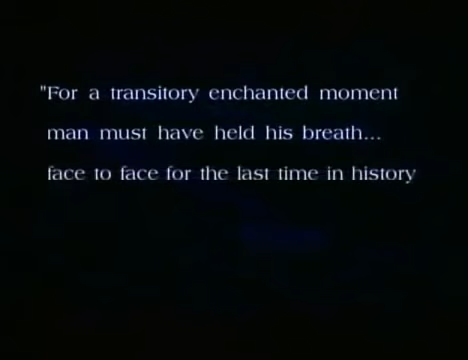 "For a transitory enchanted moment
man must have held his breath...
face to face for the last time in history